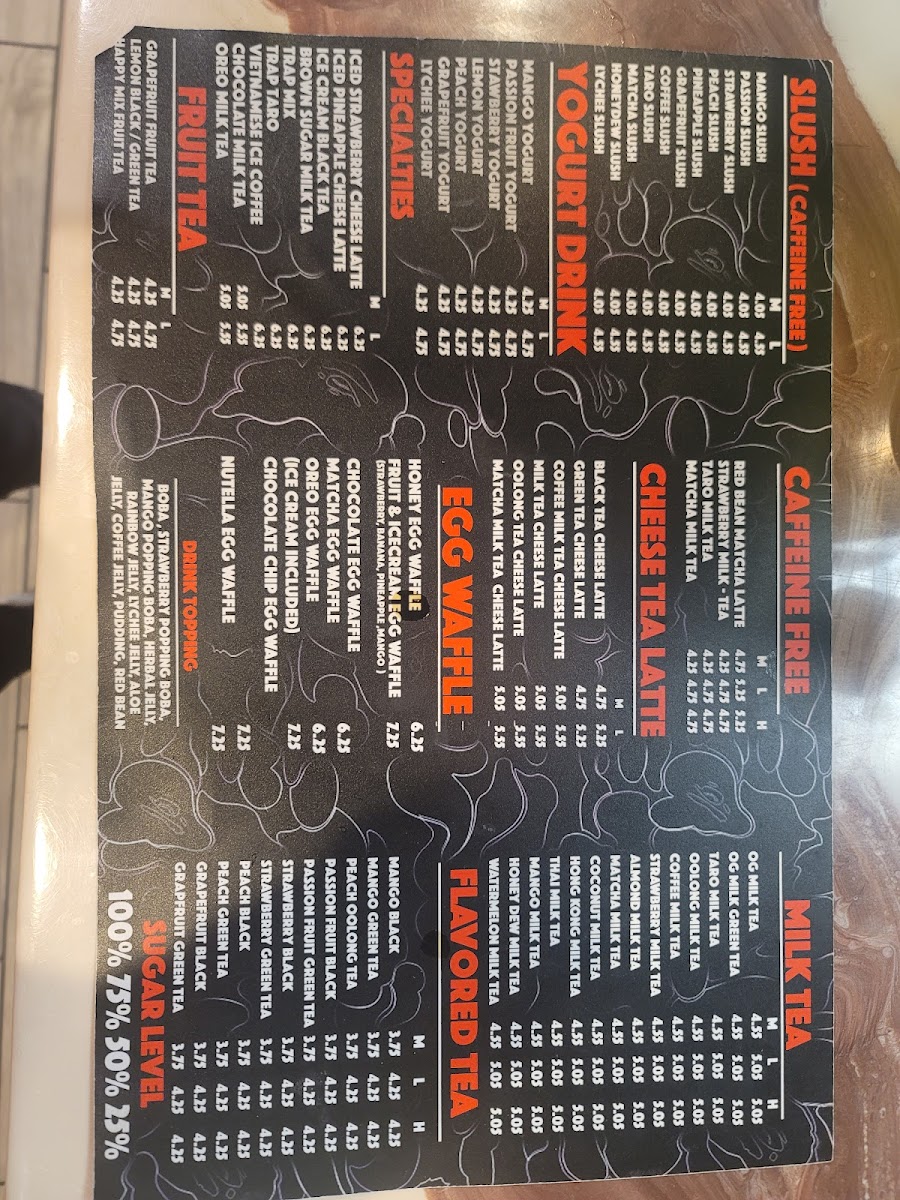 SLUSH (CAFFEINE FREE)
M L
MANGO SLUSH 4.05 4.55
PASSION SLUSH 4.05 4.55
STRAWBERRY SLUSH 4.05 4.55
PEACH SLUSH 4.05 4.55
PINEAPPLE SLUSH 4.05 4.55
GRAPEFRUIT SLUSH 4.05 4.55
COFFEE SLUSH 4.05 4.55
TARO SLUSH 4.05 4.55
MATCHA SLUSH 4.05 4.55
HONEYDEW SLUSH 4.05 4.55
LYCHEE SLUSH 4.05 4.55
YOGURT DRINK
M L
MANGO YOGURT 4.25 4.75
PASSION FRUIT YOGURT 4.25 4.75
STAWBERRY YOGURT 4.25 4.75
LEMON YOGURT 4.25 4.75
PEACH YOGURT 4.25 4.75
GRAPEFRUIT YOGURT 4.25 4.75
LYCHEE YOGURT 4.25 4.75
SPECIALTIES
M L
ICED STRAWBERRY CHEESE LATTE 6.25
ICED PINEAPPLE CHEESE LATTE 6.25
ICE CREAM BLACK TEA 6.25
BROWN SUGAR MILK TEA 6.25
TRAP MIX 6.25
TRAP TARO 6.25
VIETNAMESE ICE COFFEE 6.25
CHOCOLATE MILK TEA 5.05 5.55
OREO MILK TEA 5.05 5.55
FRUIT TEA
M L
GRAPEFRUIT FRUIT TEA 4.25 4.75
LEMON BLACK/ GREEN TEA 4.25 4.75
HAPPY MIX FRUIT TEA 4.25 4.75
CAFFEINE FREE
M L H
RED BEAN MATCHA LATTE 4.75 5.25 5.25
STRAWBERRY MILK - TEA 4.25 4.75 4.75
TARO MILK TEA 4.25 4.75 4.75
MATCHA MILK TEA 4.25 4.75 4.75
CHEESE TEA LATTE
M L
BLACK TEA CHEESE LATTE 4.75 5.25
GREEN TEA CHEESE LATTE 4.75 5.25
COFFEE MILK TEA CHEESE LATTE 5.05 5.55
MILK TEA CHEESE LATTE 5.05 5.55
OOLONG TEA CHEESE LATTE 5.05 5.55
MATCHA MILK TEA CHEESE LATTE 5.05 5.55
EGG WAFFLE
HONEY EGG WAFFLE 6.25
FRUIT & ICECREAM EGG WAFFLE 7.25
(STRAWBERRY, BANANA, PINEAPPLE, MANGO)
CHOCOLATE EGG WAFFLE 6.25
MATCHA EGG WAFFLE 6.25
OREO EGG WAFFLE
(ICE CREAM INCLUDED) 7.25
CHOCOLATE CHIP EGG WAFFLE 7.25
NUTELLA EGG WAFFLE 7.25
DRINK TOPPING
BOBA, STRAWBERRY POPPING BOBA,
MANGO POPPING BOBA, HERBAL JELLY,
RAINBOW JELLY, LYCHEE JELLY, ALOE
JELLY, COFFEE JELLY, PUDDING, RED BEAN
MILK TEA
M L H
OG MILK TEA 4.55 5.05 5.05
OG MILK GREEN TEA 4.55 5.05 5.05
TARO MILK TEA 4.55 5.05 5.05
OOLONG MILK TEA 4.55 5.05 5.05
COFFEE MILK TEA 4.55 5.05 5.05
STRAWBERRY MILK TEA 4.55 5.05 5.05
ALMOND MILK TEA 4.55 5.05 5.05
MATCHA MILK TEA 4.55 5.05 5.05
COCONUT MILK TEA 4.55 5.05 5.05
HONG KONG MILK TEA 4.55 5.05 5.05
THAI MILK TEA 4.55 5.05 5.05
MANGO MILK TEA 4.55 5.05 5.05
HONEY DEW MILK TEA 4.55 5.05 5.05
WATERMELON MILK TEA 4.55 5.05 5.05
FLAVORED TEA
M L H
MANGO BLACK 3.75 4.25 4.25
MANGO GREEN TEA 3.75 4.25 4.25
PEACH OOLONG TEA 3.75 4.25 4.25
PASSION FRUIT BLACK 3.75 4.25 4.25
PASSION FRUIT GREEN TEA 3.75 4.25 4.25
STRAWBERRY BLACK 3.75 4.25 4.25
STRAWBERRY GREEN TEA 3.75 4.25 4.25
PEACH BLACK 3.75 4.25 4.25
PEACH GREEN TEA 3.75 4.25 4.25
GRAPEFRUIT BLACK 3.75 4.25 4.25
GRAPFRUIT GREEN TEA 3.75 4.25 4.25
SUGAR LEVEL
100% 75% 50% 25%